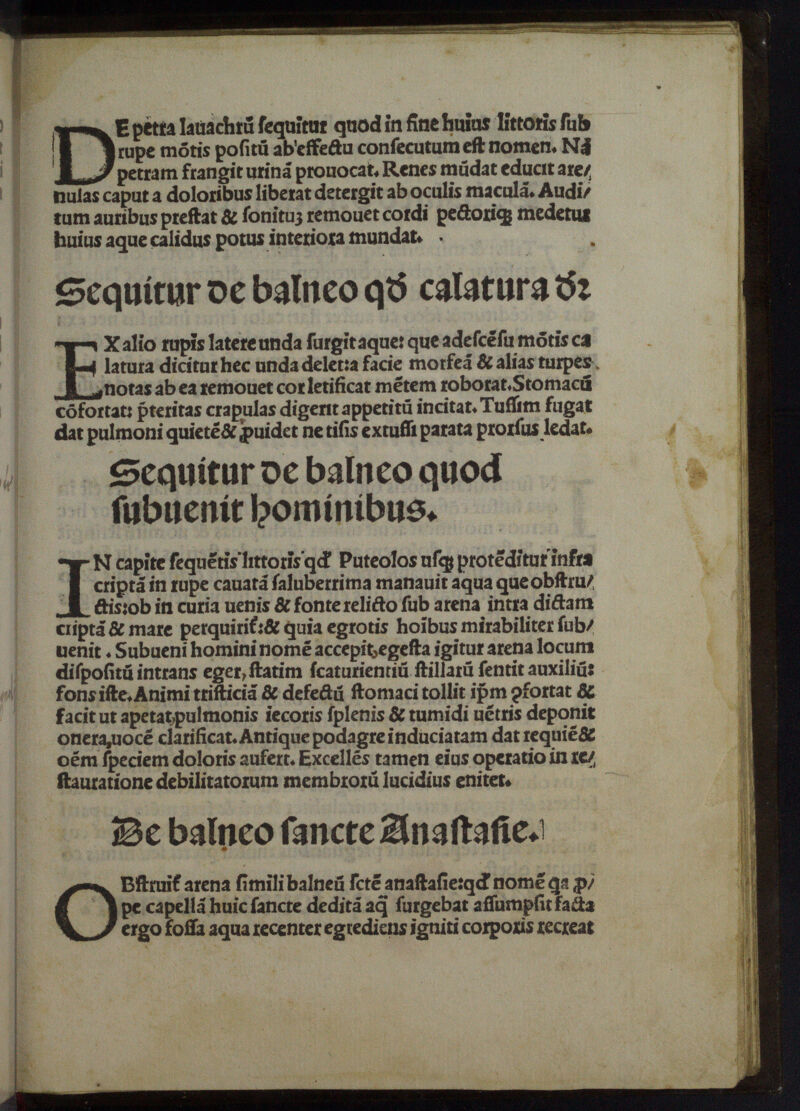 DE petra lauachrū ſequitur quod in fine huius littoris ſub
rupe mōtis poſitū ab'effectu conſecutum eſt nomen. Nā
petram frangit urinā prouocat. Renes mūdat educit are/
nulas caput a doloribus liberat detergit ab oculis maculā. Audi/
tum auribus preſtat & ſonituȝ remouet cordi pectoriqꝫ medetur
huius aque calidus potus interiora mundat.
Sequitur de balneo qđ calatura dꝛ
EX alio rupis latere unda ſurgit aque: que adeſcēſu mōtis ca
latura dicitur hec unda delet:a facie morfeā & alias turpes
notas ab ea remouet cor letificat mētem roborat. Stomacū
cōfortat: p̄teritas crapulas digerit appetitū incitat. Tuſſim fugat
dat pulmoni quietē & ꝓuidet ne tiſis ex tuſſi parata prorſus ledat.
Sequitur de balneo quod
ſubuenit hominibus.
IN capite ſequētis littoris qď Puteolos uſqꝫ protēditur infra
criptā in rupe cauatā ſaluberrima manauit aqua que obſtru/
ctis:ob in curia uenis & fonte relicto ſub arena intra dictam
criptā & mare perquirit᷑:& quia egrotis hoībus mirabiliter ſub/
uenit. Subueni homini nomē accepit, egeſta igitur arena locum
diſpoſitū intrans eger, ſtatim ſcaturientiū ſtillarū ſentit auxiliū:
fons iſte. Animi triſticiā & defectū ſtomaci tollit ip̄m ꝯfortat &
facit ut apetat, pulmonis iecoris ſplenis & tumidi uētris deponit
onera, uocē clarificat. Antique podagre induciatam dat requiē &
oēm ſpeciem doloris aufert. Excellēs tamen eius operatio in re/
ſtauratione debilitatorum membrorū lucidius enitet.
De balneo ſancte Anaſtaſie.
OBſtruit᷑ arena ſimili balneū ſctē anaſtaſie:qď nomē qa ꝓ/
pe capellā huic ſancte deditā aq̄ ſurgebat aſſumpſit facta
ergo foſſa aqua recenter egrediens igniti corporis recreat